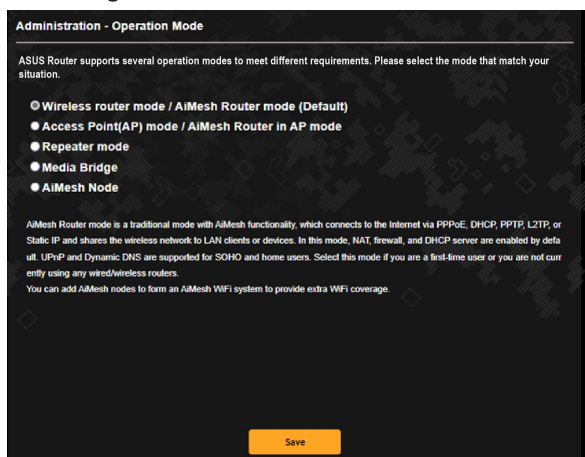 Administration - Operation Mode
ASUS Router supports several operation modes to meet different requirements. Please select the mode that match your
situation.
Wireless router mode / AiMesh Router mode (Default)
Access Point(AP) mode / AiMesh Router in AP mode
Repeater mode
Media Bridge
AiMesh Node
AiMesh Router mode is a traditional mode with AiMesh functionality, which connects to the Internet via PPPoE, DHCP, PPTP, L2TP, or
Static IP and shares the wireless network to LAN clients or devices. In this mode, NAT, firewall, and DHCP server are enabled by defa
ult. UPnP and Dynamic DNS are supported for SOHO and home users. Select this mode if you are a first-time user or you are not curr
ently using any wired/wireless routers.
You can add AiMesh nodes to form an AiMesh WiFi system to provide extra WiFi coverage.
Save